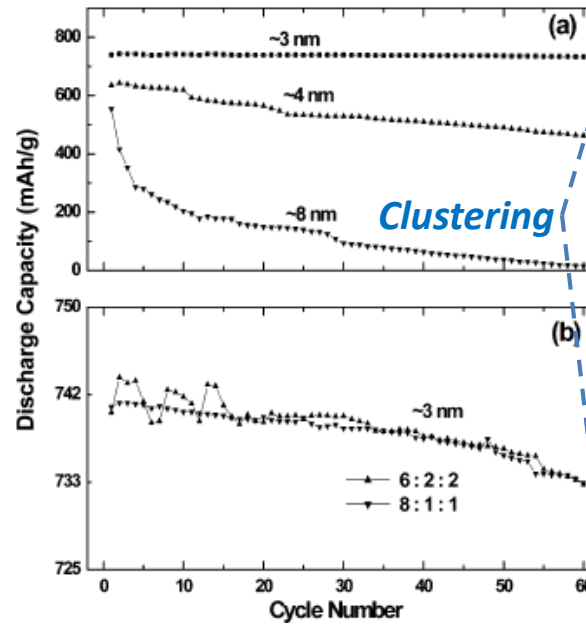 Discharge Capacity (mAh/g)
(a)
800
600
400
200
0
~3 nm
~4 nm
~8 nm
Clustering
(b)
750
742
733
725
~3 nm
6 : 2 : 2
8 : 1 : 1
0 10 20 30 40 50 60
Cycle Number